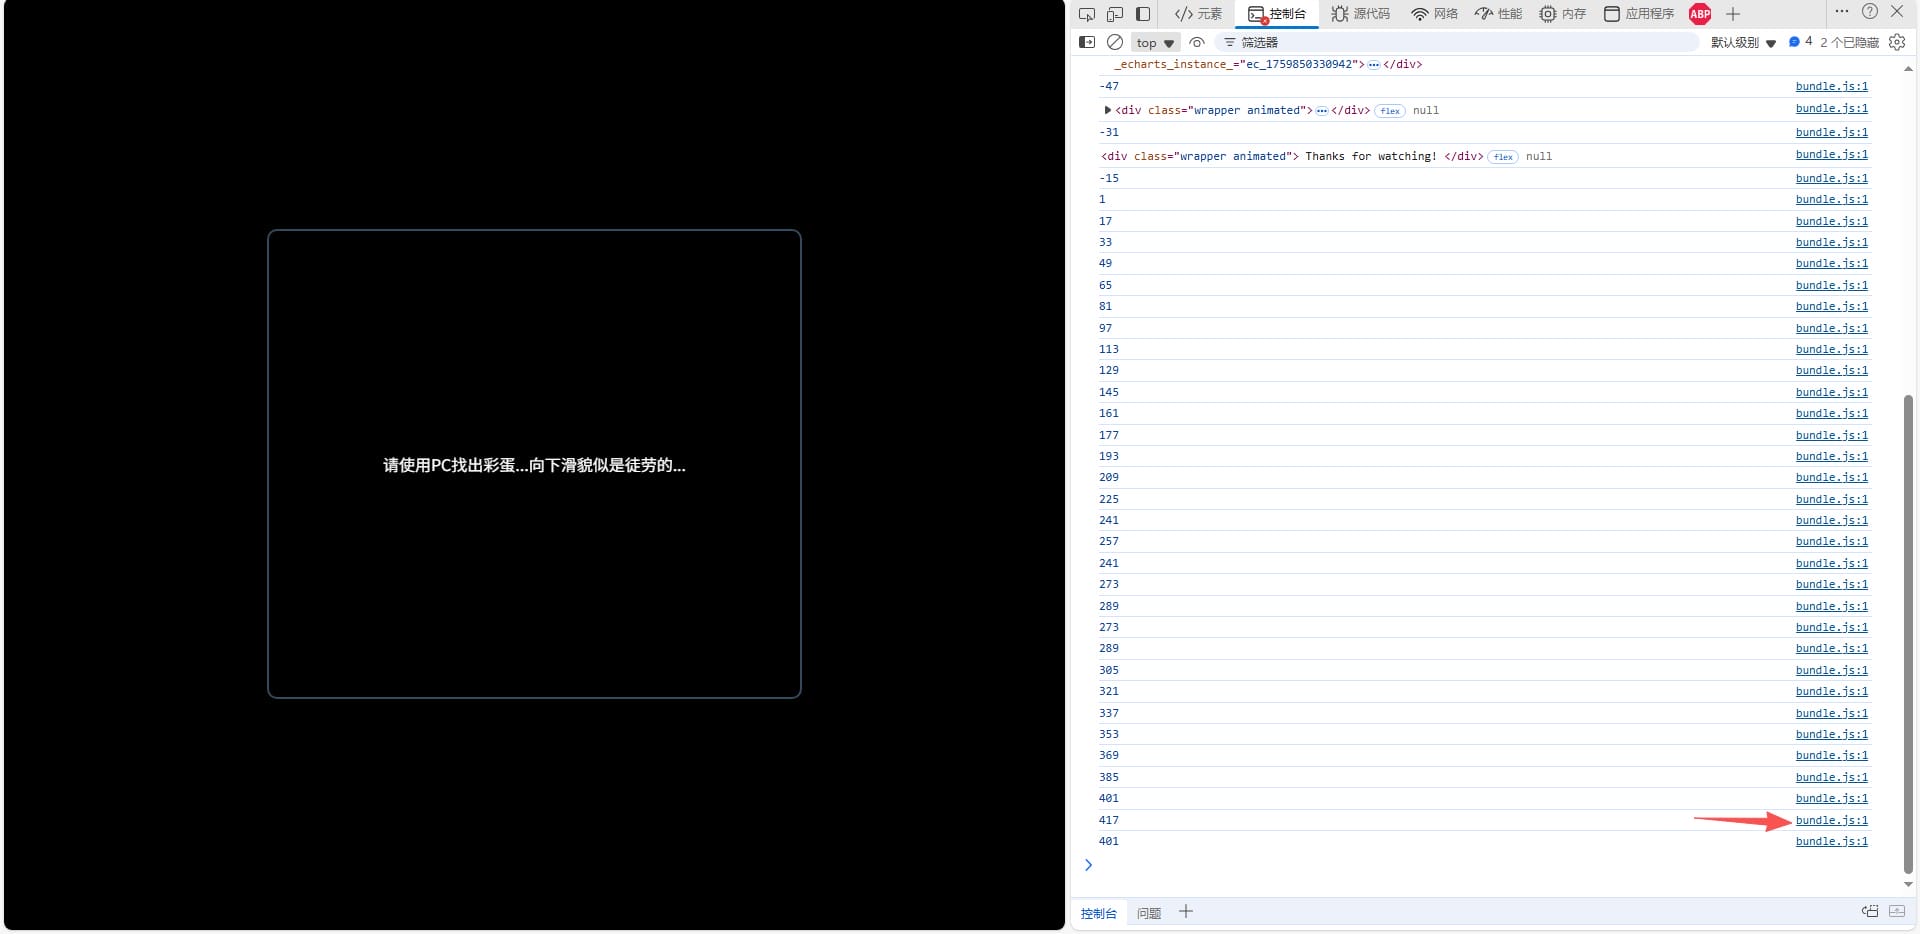 请使用PC找出彩蛋...向下滑貌似是徒劳的...
元素 控制台 源代码 网络 性能 内存 应用程序 ABP
top 筛选器 默认级别 4 2 个已隐藏
_echarts_instance_="ec_1759850330942">…</div>
-47 bundle.js:1
<div class="wrapper animated">…</div> flex null bundle.js:1
-31 bundle.js:1
<div class="wrapper animated"> Thanks for watching! </div> flex null bundle.js:1
-15 bundle.js:1
1 bundle.js:1
17 bundle.js:1
33 bundle.js:1
49 bundle.js:1
65 bundle.js:1
81 bundle.js:1
97 bundle.js:1
113 bundle.js:1
129 bundle.js:1
145 bundle.js:1
161 bundle.js:1
177 bundle.js:1
193 bundle.js:1
209 bundle.js:1
225 bundle.js:1
241 bundle.js:1
257 bundle.js:1
241 bundle.js:1
273 bundle.js:1
289 bundle.js:1
273 bundle.js:1
289 bundle.js:1
305 bundle.js:1
321 bundle.js:1
337 bundle.js:1
353 bundle.js:1
369 bundle.js:1
385 bundle.js:1
401 bundle.js:1
417 bundle.js:1
401 bundle.js:1
控制台 问题